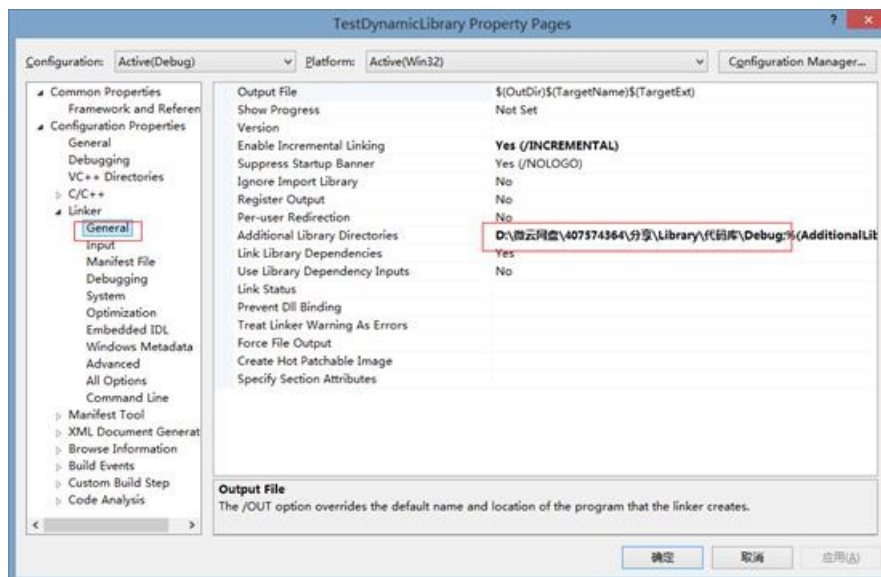 TestDynamicLibrary Property Pages
Configuration: Active(Debug) Platform: Active(Win32) Configuration Manager...
Common Properties
Framework and Referen
Configuration Properties
General
Debugging
VC++ Directories
C/C++
Linker
General
Input
Manifest File
Debugging
System
Optimization
Embedded IDL
Windows Metadata
Advanced
All Options
Command Line
Manifest Tool
XML Document Generat
Browse Information
Build Events
Custom Build Step
Code Analysis
Output File $(OutDir)$(TargetName)$(TargetExt)
Show Progress Not Set
Version
Enable Incremental Linking Yes (/INCREMENTAL)
Suppress Startup Banner Yes (/NOLOGO)
Ignore Import Library No
Register Output No
Per-user Redirection No
Additional Library Directories D:\微云网盘\407574364\分享\Library\代码库\Debug;%(AdditionalLib
Link Library Dependencies Yes
Use Library Dependency Inputs No
Link Status
Prevent Dll Binding
Treat Linker Warning As Errors
Force File Output
Create Hot Patchable Image
Specify Section Attributes
Output File
The /OUT option overrides the default name and location of the program that the linker creates.
确定 取消 应用(A)